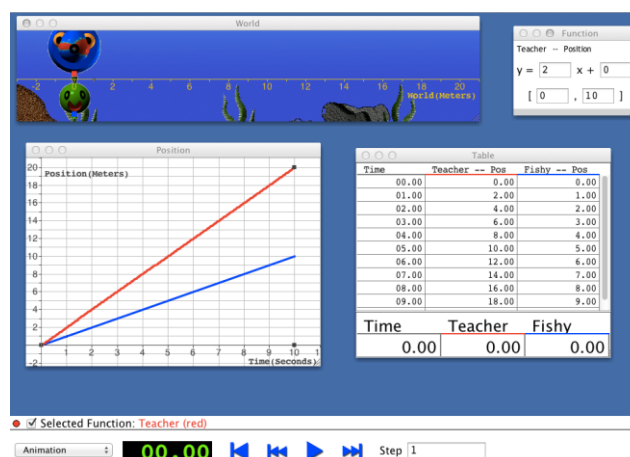 World
-2 0 2 4 6 8 10 12 14 16 18 20
World(Meters)
Function
Teacher -- Position
y = 2 x + 0
[ 0 , 10 ]
Position
Position(Meters)
20
18
16
14
12
10
8
6
4
2
-2
1 2 3 4 5 6 7 8 9 10 1
Time(Seconds)
Table
Time Teacher -- Pos Fishy -- Pos
00.00 0.00 0.00
01.00 2.00 1.00
02.00 4.00 2.00
03.00 6.00 3.00
04.00 8.00 4.00
05.00 10.00 5.00
06.00 12.00 6.00
07.00 14.00 7.00
08.00 16.00 8.00
09.00 18.00 9.00
Time Teacher Fishy
0.00 0.00 0.00
Selected Function: Teacher (red)
Animation 00.00 Step 1